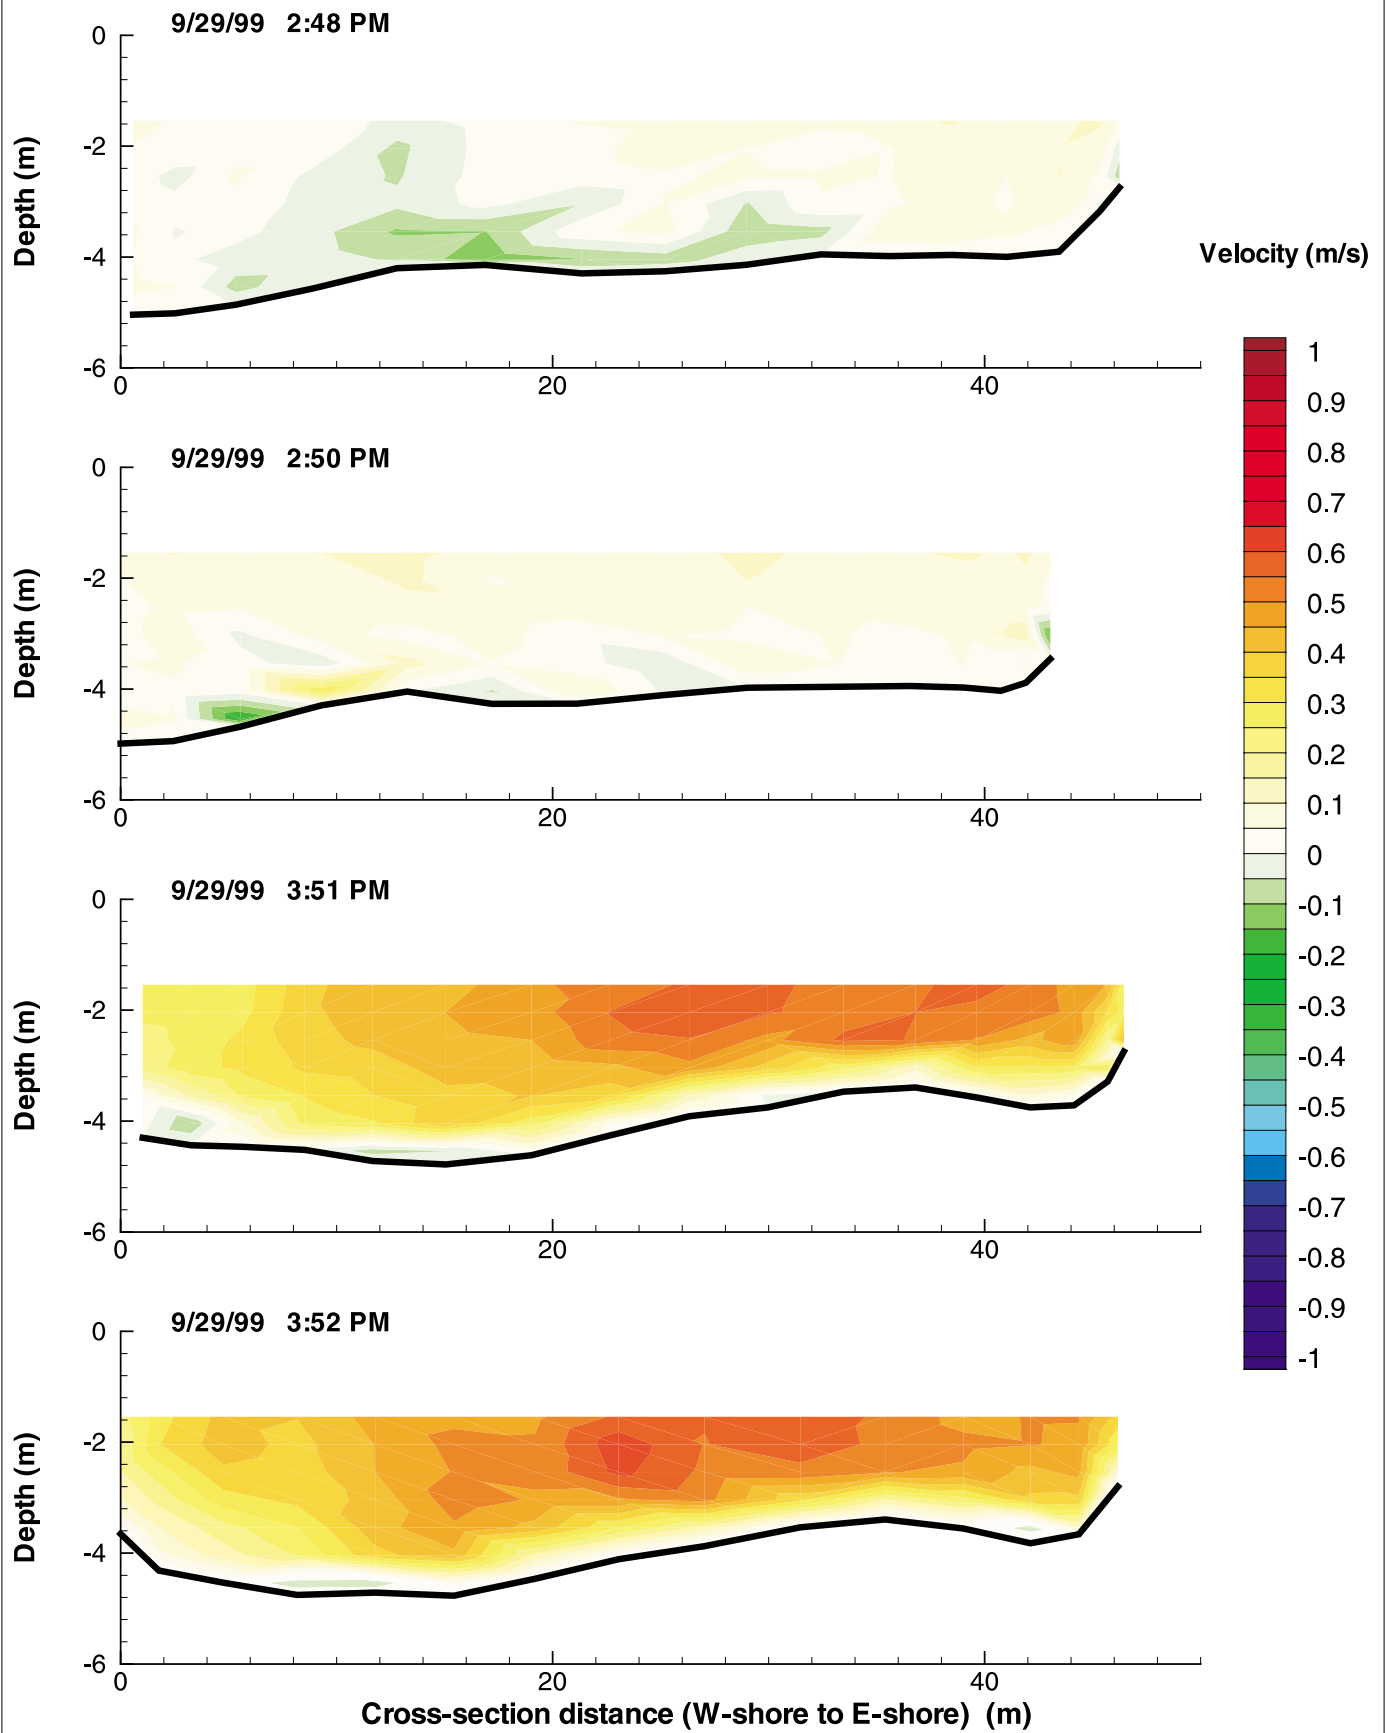 9/29/99 2:48 PM
0
-2
-4
-6
Depth (m)
0 20 40
9/29/99 2:50 PM
0
-2
-4
-6
Depth (m)
0 20 40
9/29/99 3:51 PM
0
-2
-4
-6
Depth (m)
0 20 40
9/29/99 3:52 PM
0
-2
-4
-6
Depth (m)
0 20 40
Cross-section distance (W-shore to E-shore) (m)
Velocity (m/s)
1
0.9
0.8
0.7
0.6
0.5
0.4
0.3
0.2
0.1
0
-0.1
-0.2
-0.3
-0.4
-0.5
-0.6
-0.7
-0.8
-0.9
-1